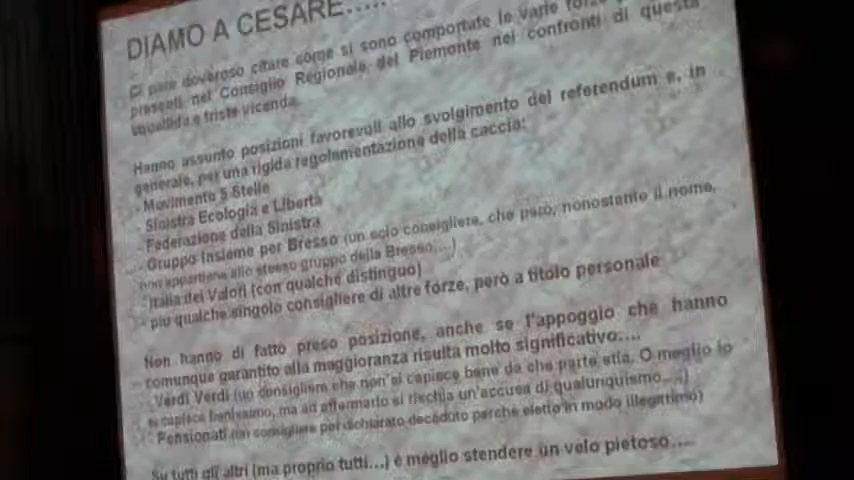 DIAMO A CESARE.....
Ci pare doveroso citare come si sono comportate le varie forze
presenti nel Consiglio Regionale del Piemonte nei confronti di questa
squallida e triste vicenda.
Hanno assunto posizioni favorevoli allo svolgimento del referendum e, in
generale, per una rigida regolamentazione della caccia:
- Movimento 5 Stelle
- Sinistra Ecologia e Libertà
- Federazione della Sinistra
- Gruppo Insieme per Bresso (un solo consigliere, che però, nonostante il nome,
non appartiene allo stesso gruppo della Bresso....)
- Italia dei Valori (con qualche distinguo)
- più qualche singolo consigliere di altre forze, però a titolo personale
Non hanno di fatto preso posizione, anche se l'appoggio che hanno
comunque garantito alla maggioranza risulta molto significativo....
- Verdi Verdi (un consigliere che non si capisce bene da che parte stia. O meglio lo
si capisce benissimo, ma ad affermarlo si rischia un'accusa di qualunquismo....)
- Pensionati (un consigliere poi dichiarato decaduto perché eletto in modo illegittimo)
Su tutti gli altri (ma proprio tutti...) è meglio stendere un velo pietoso....